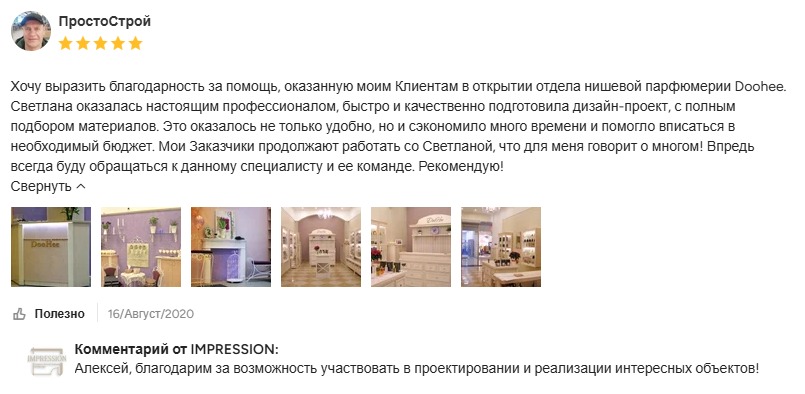 ПростоСтрой
Хочу выразить благодарность за помощь, оказанную моим Клиентам в открытии отдела нишевой парфюмерии Doohee.
Светлана оказалась настоящим профессионалом, быстро и качественно подготовила дизайн-проект, с полным
подбором материалов. Это оказалось не только удобно, но и сэкономило много времени и помогло вписаться в
необходимый бюджет. Мои Заказчики продолжают работать со Светланой, что для меня говорит о многом! Впредь
всегда буду обращаться к данному специалисту и ее команде. Рекомендую!
Свернуть
DooHee
Полезно
16/Август/2020
IMPRESSION
Комментарий от IMPRESSION:
Алексей, благодарим за возможность участвовать в проектировании и реализации интересных объектов!